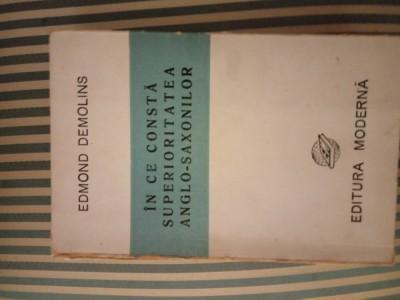 EDMOND DEMOLINS
ÎN CE CONSTĂ
SUPERIORITATEA
ANGLO-SAXONILOR
EDITURA MODERNĂ